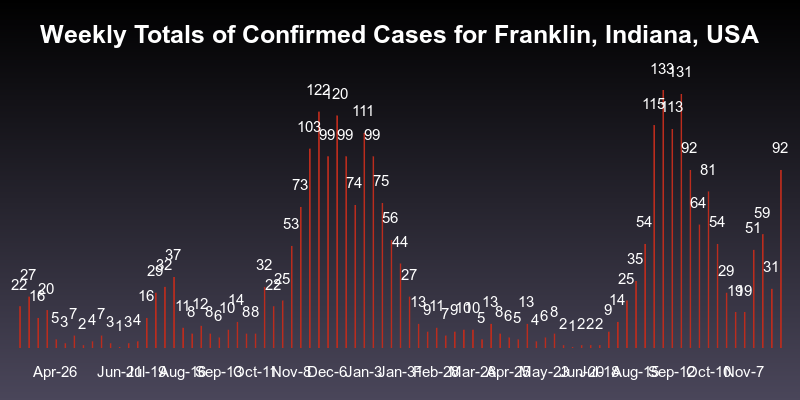 Weekly Totals of Confirmed Cases for Franklin, Indiana, USA
22 27 16 20 5 3 7 2 4 7 3 1 3 4 16 29 32 37 11 8 12 8 6 10 14 8 8 32 22 25 53 73 103 122 99 120 99 74 111 99 75 56 44 27 13 9 11 7 9 10 10 5 13 8 6 5 13 4 6 8 2 1 2 2 2 9 14 25 35 54 115 133 113 131 92 64 81 54 29 19 19 51 59 31 92
Apr-26 Jun-21 Jul-19 Aug-16 Sep-13 Oct-11 Nov-8 Dec-6 Jan-3 Jan-31 Feb-28 Mar-28 Apr-25 May-23 Jun-20 Jul-18 Aug-15 Sep-12 Oct-10 Nov-7